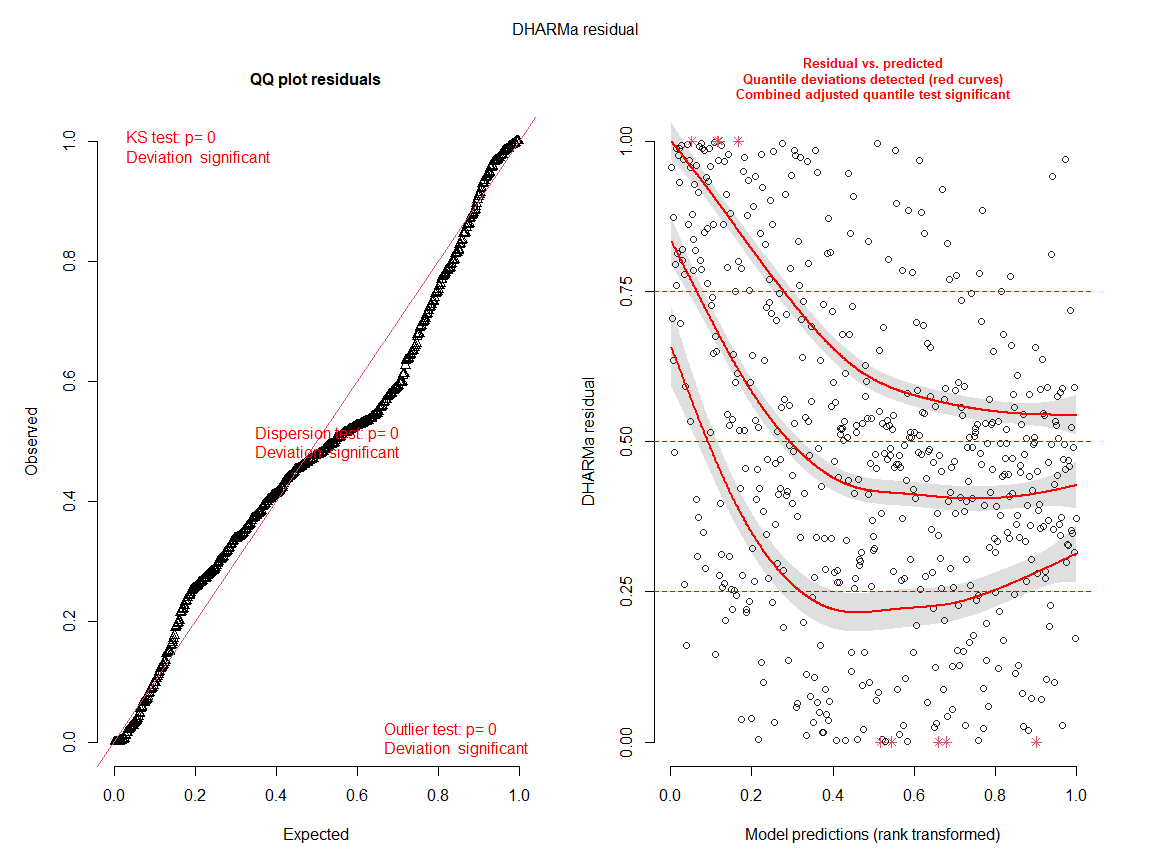 DHARMa residual
QQ plot residuals
KS test: p= 0
Deviation significant
Dispersion test: p= 0
Deviation significant
Outlier test: p= 0
Deviation significant
Observed
0.0 0.2 0.4 0.6 0.8 1.0
0.0 0.2 0.4 0.6 0.8 1.0
Expected
Residual vs. predicted
Quantile deviations detected (red curves)
Combined adjusted quantile test significant
DHARMa residual
0.00 0.25 0.50 0.75 1.00
0.0 0.2 0.4 0.6 0.8 1.0
Model predictions (rank transformed)